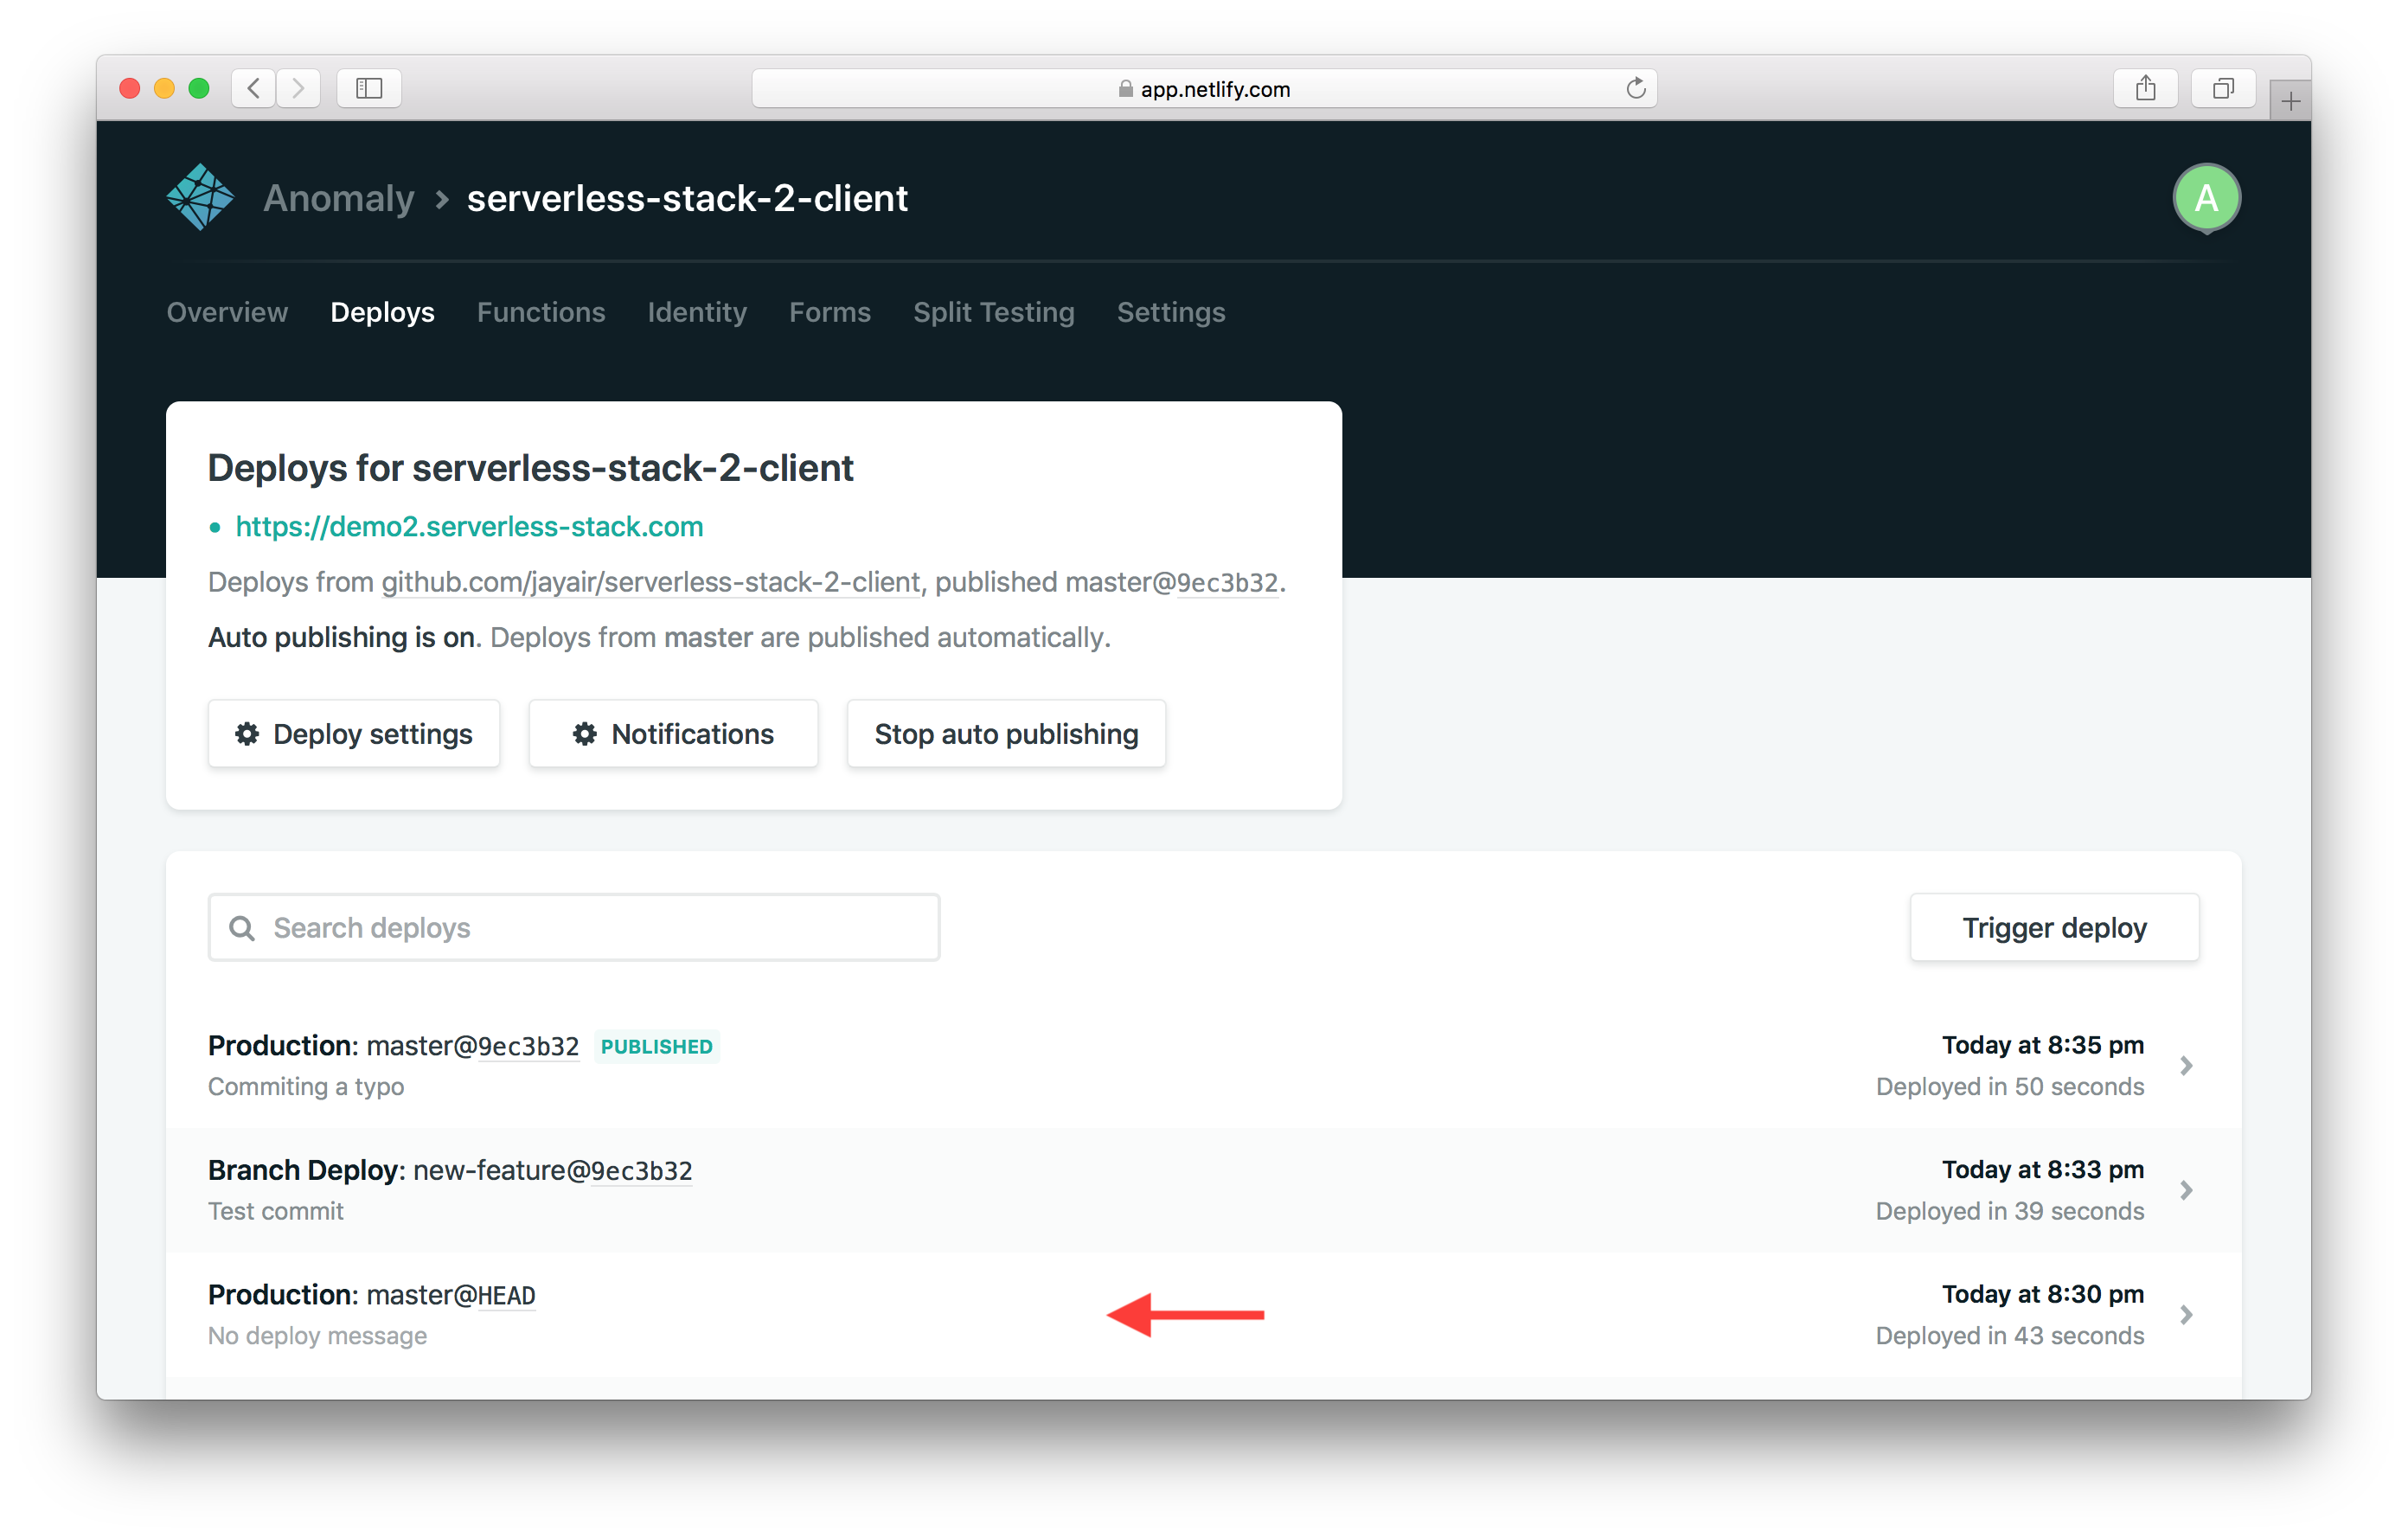 app.netlify.com
Anomaly > serverless-stack-2-client
A
Overview Deploys Functions Identity Forms Split Testing Settings
Deploys for serverless-stack-2-client
• https://demo2.serverless-stack.com
Deploys from github.com/jayair/serverless-stack-2-client, published master@9ec3b32.
Auto publishing is on. Deploys from master are published automatically.
Deploy settings Notifications Stop auto publishing
Search deploys Trigger deploy
Production: master@9ec3b32 PUBLISHED Today at 8:35 pm
Commiting a typo Deployed in 50 seconds
Branch Deploy: new-feature@9ec3b32 Today at 8:33 pm
Test commit Deployed in 39 seconds
Production: master@HEAD Today at 8:30 pm
No deploy message Deployed in 43 seconds